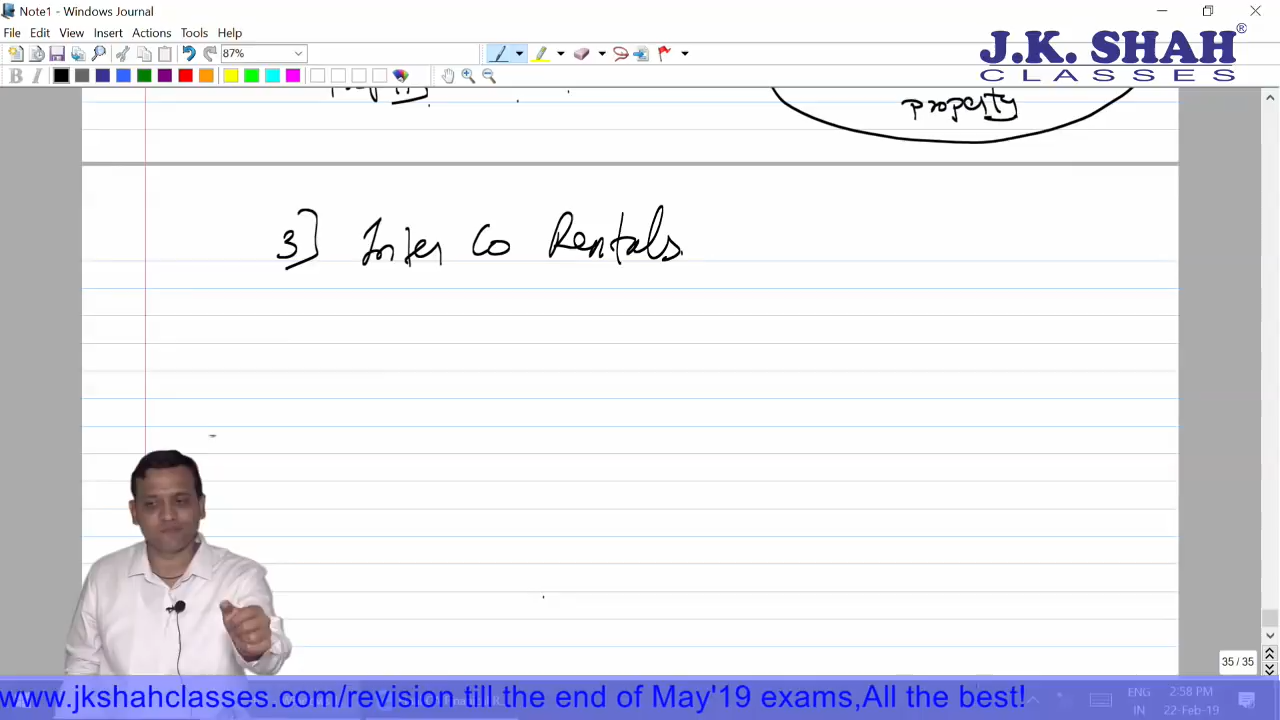 Note1 - Windows Journal
File Edit View Insert Actions Tools Help
87%
J.K. SHAH®
CLASSES
property
3] Inter Co Rentals.
35 / 35
www.jkshahclasses.com/revision till the end of May'19 exams,All the best!
ENG
IN
2:58 PM
22-Feb-19